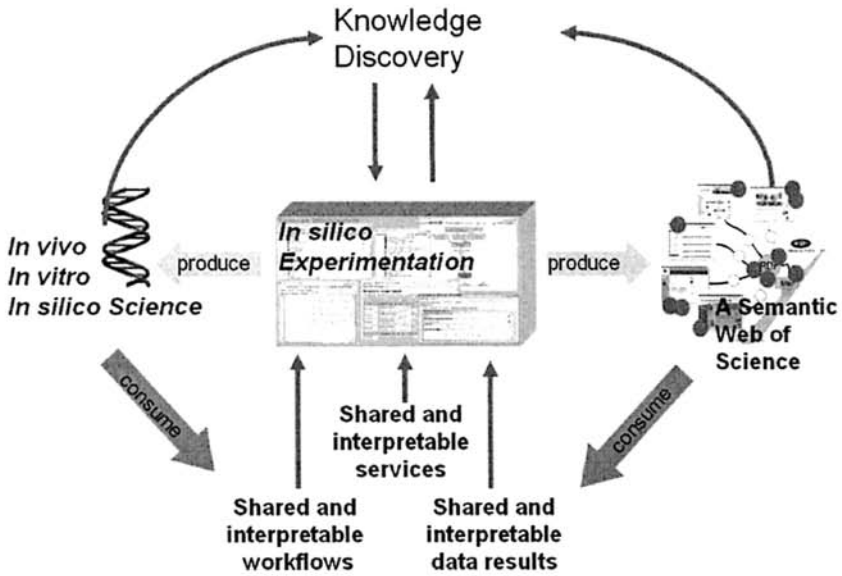 Knowledge
Discovery
In vivo
In vitro
In silico Science
produce
In silico
Experimentation
produce
A Semantic
Web of
Science
consume
consume
Shared and
interpretable
services
Shared and
interpretable
workflows
Shared and
interpretable
data results